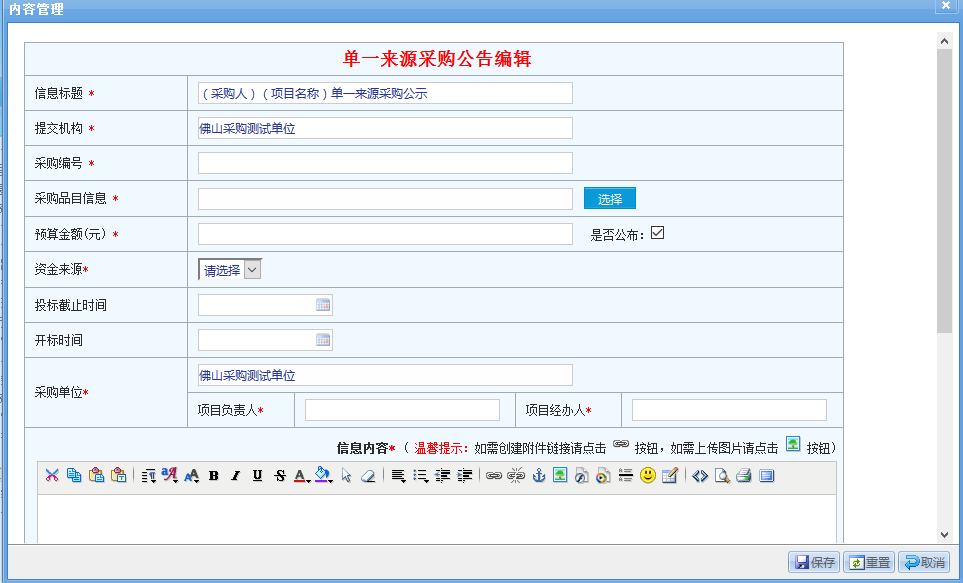 内容管理
单一来源采购公告编辑
信息标题 *
（采购人）（项目名称）单一来源采购公示
提交机构 *
佛山采购测试单位
采购编号 *
采购品目信息 *
选择
预算金额(元) *
是否公布:
资金来源*
请选择
投标截止时间
开标时间
采购单位*
佛山采购测试单位
项目负责人*
项目经办人*
信息内容*（ 温馨提示: 如需创建附件链接请点击 按钮，如需上传图片请点击 按钮）
保存 重置 取消